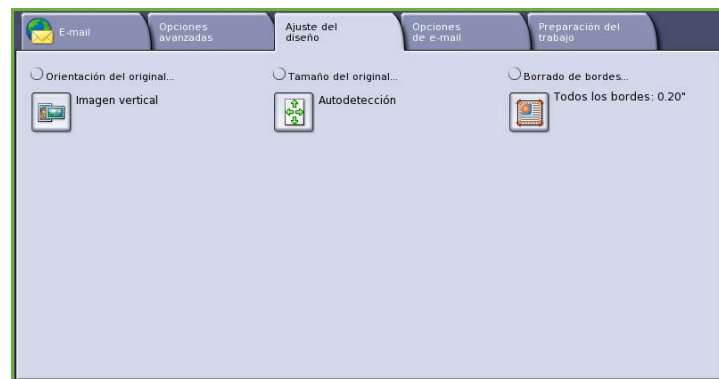 E-mail
Opciones
avanzadas
Ajuste del
diseño
Opciones
de e-mail
Preparación del
trabajo
Orientación del original...
Imagen vertical
Tamaño del original...
Autodetección
Borrado de bordes...
Todos los bordes: 0.20"